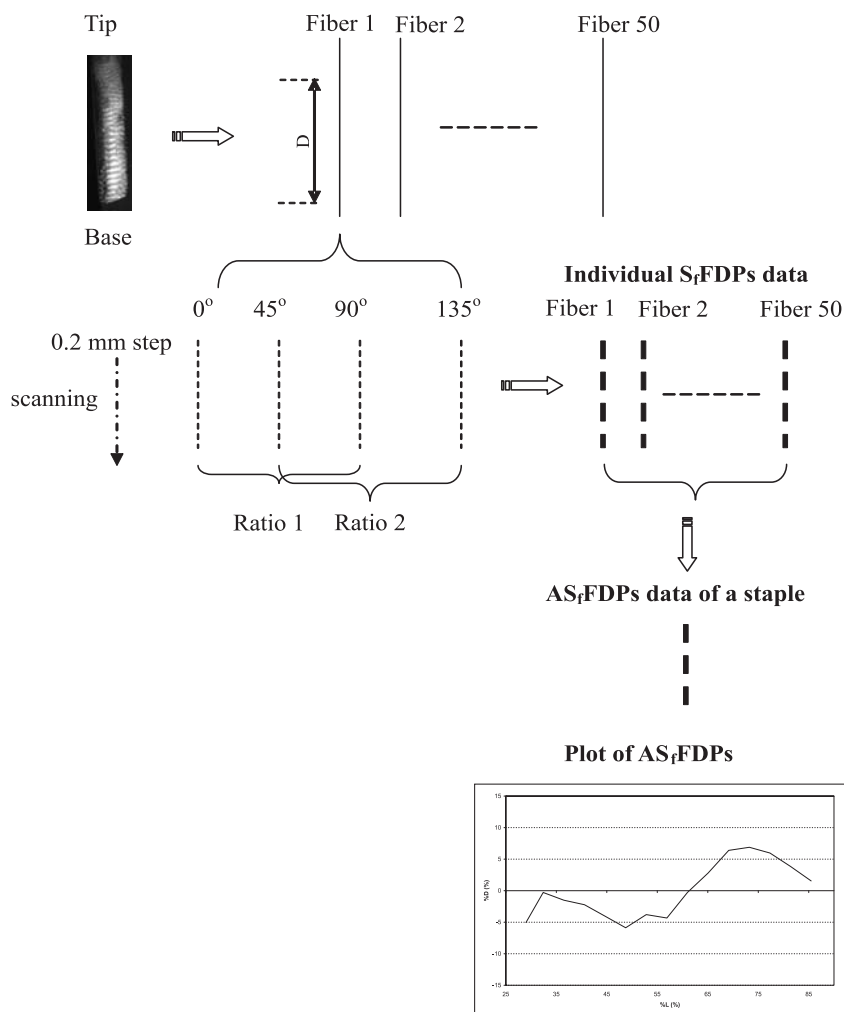 Tip
Fiber 1
Fiber 2
Fiber 50
D
Base
Individual SfFDPs data
0°
45°
90°
135°
Fiber 1
Fiber 2
Fiber 50
0.2 mm step
scanning
Ratio 1
Ratio 2
ASfFDPs data of a staple
Plot of ASfFDPs
15
10
5
0
-5
-10
-15
%D (%)
25
35
45
55
65
75
85
%L (%)